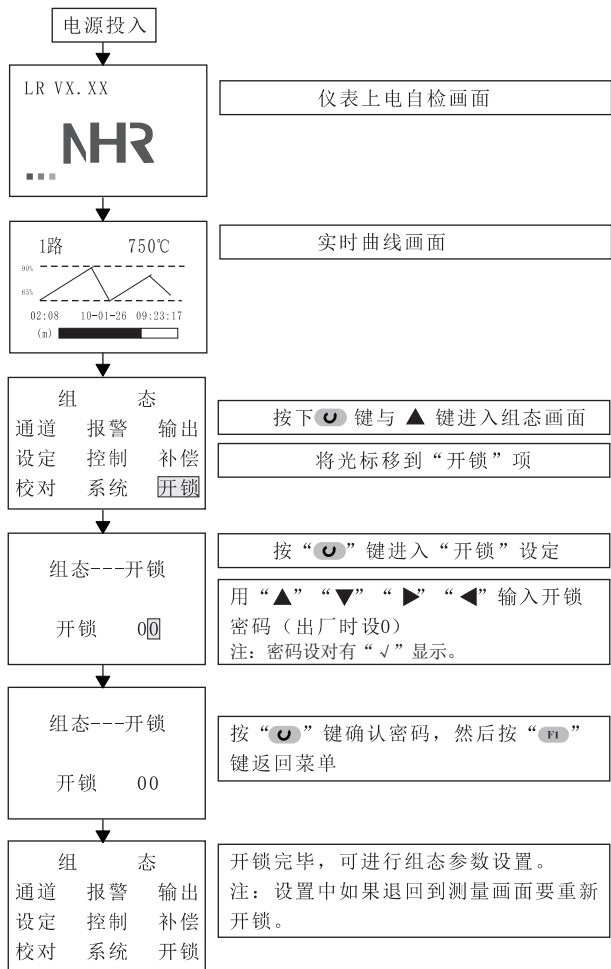 电源投入
LR VX.XX
NHR
仪表上电自检画面
1路 750℃
90%
65%
02:08 10-01-26 09:23:17
(m)
实时曲线画面
组 态
通道 报警 输出
设定 控制 补偿
校对 系统 开锁
按下 键与 ▲ 键进入组态画面
将光标移到“开锁”项
组态---开锁
开锁 00
按“ ”键进入“开锁”设定
用“▲”“▼”“▶”“◀”输入开锁
密码（出厂时设0）
注：密码设对有“√”显示。
组态---开锁
开锁 00
按“ ”键确认密码，然后按“F1”
键返回菜单
组 态
通道 报警 输出
设定 控制 补偿
校对 系统 开锁
开锁完毕，可进行组态参数设置。
注：设置中如果退回到测量画面要重新
开锁。